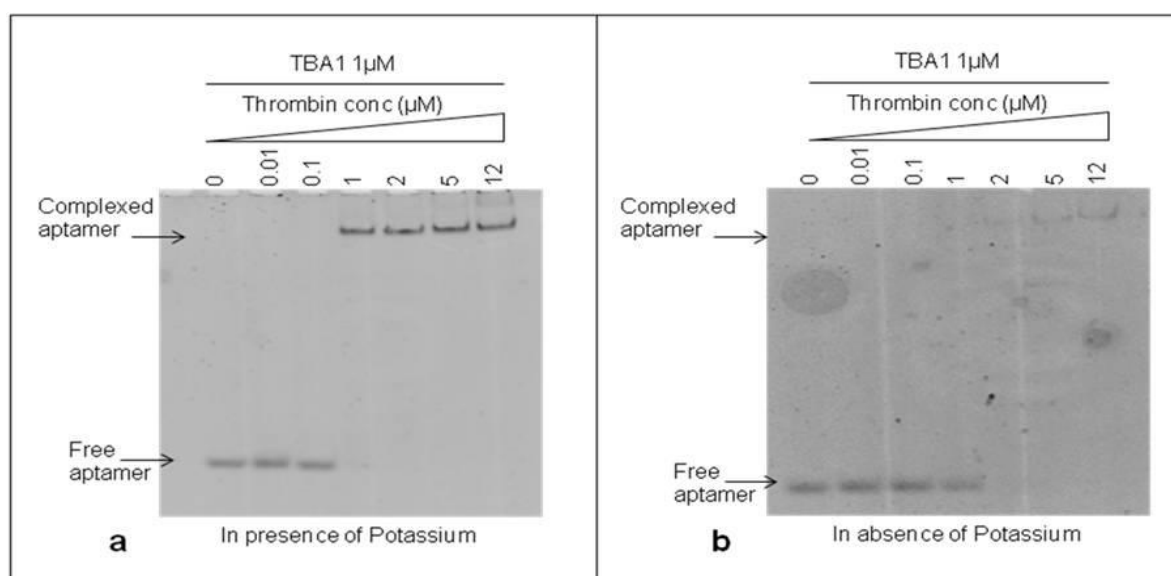 TBA1 1µM
Thrombin conc (µM)
0 0.01 0.1 1 2 5 12
Complexed
aptamer
Free
aptamer
a In presence of Potassium
TBA1 1µM
Thrombin conc (µM)
0 0.01 0.1 1 2 5 12
Complexed
aptamer
Free
aptamer
b In absence of Potassium